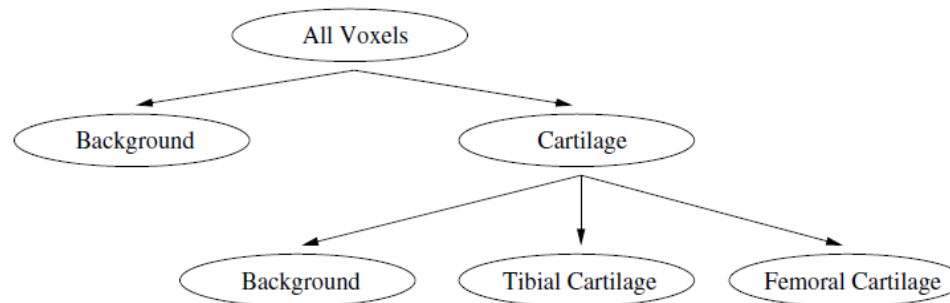 All Voxels
Background
Cartilage
Background
Tibial Cartilage
Femoral Cartilage